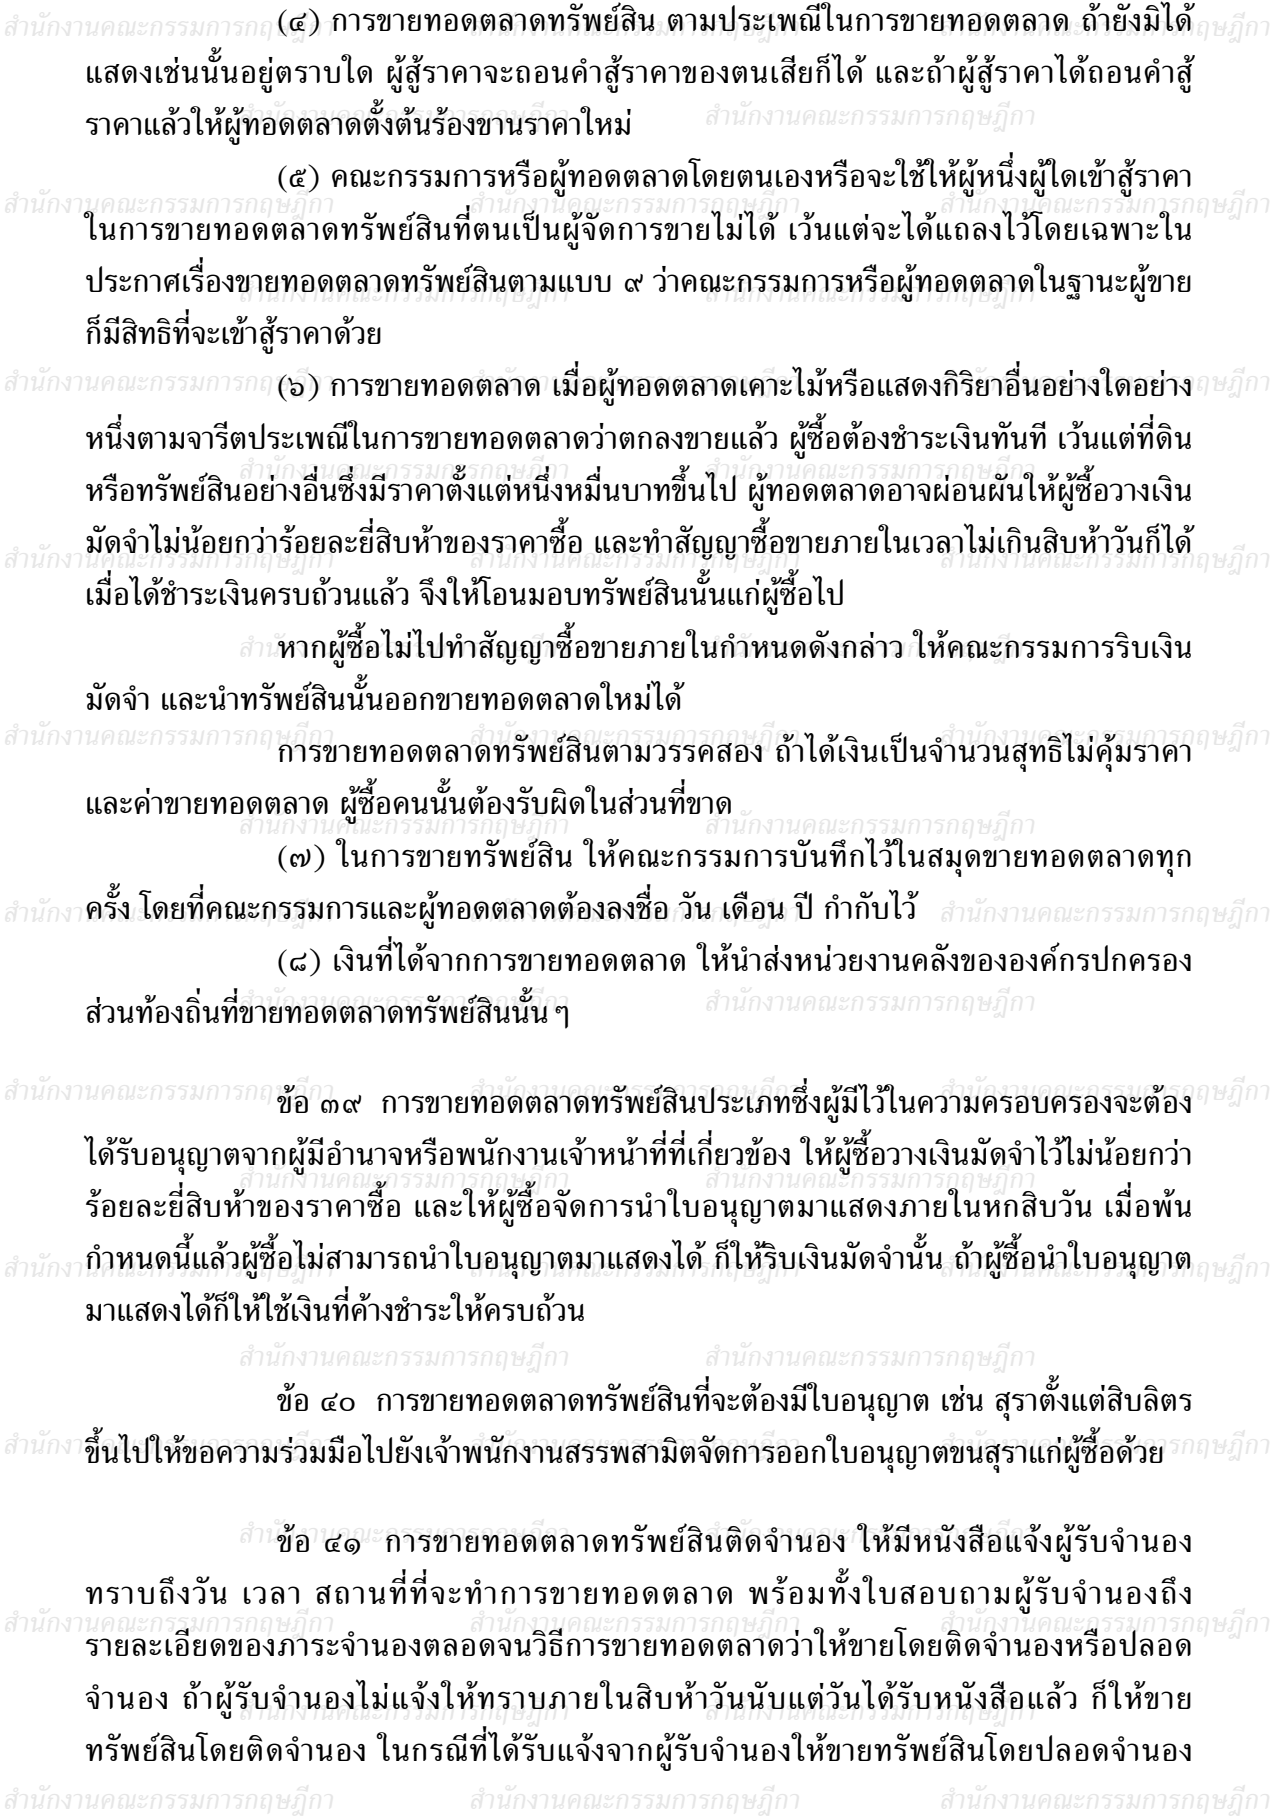 (๔) การขายทอดตลาดทรัพย์สิน ตามประเพณีในการขายทอดตลาด ถ้ายังมิได้
แสดงเช่นนั้นอยู่ตราบใด ผู้สู้ราคาจะถอนคำสู้ราคาของตนเสียก็ได้ และถ้าผู้สู้ราคาได้ถอนคำสู้
ราคาแล้วให้ผู้ทอดตลาดตั้งต้นร้องขานราคาใหม่
(๕) คณะกรรมการหรือผู้ทอดตลาดโดยตนเองหรือจะใช้ให้ผู้หนึ่งผู้ใดเข้าสู้ราคา
ในการขายทอดตลาดทรัพย์สินที่ตนเป็นผู้จัดการขายไม่ได้ เว้นแต่จะได้แถลงไว้โดยเฉพาะใน
ประกาศเรื่องขายทอดตลาดทรัพย์สินตามแบบ ๙ ว่าคณะกรรมการหรือผู้ทอดตลาดในฐานะผู้ขาย
ก็มีสิทธิที่จะเข้าสู้ราคาด้วย
(๖) การขายทอดตลาด เมื่อผู้ทอดตลาดเคาะไม้หรือแสดงกิริยาอื่นอย่างใดอย่าง
หนึ่งตามจารีตประเพณีในการขายทอดตลาดว่าตกลงขายแล้ว ผู้ซื้อต้องชำระเงินทันที เว้นแต่ที่ดิน
หรือทรัพย์สินอย่างอื่นซึ่งมีราคาตั้งแต่หนึ่งหมื่นบาทขึ้นไป ผู้ทอดตลาดอาจผ่อนผันให้ผู้ซื้อวางเงิน
มัดจำไม่น้อยกว่าร้อยละยี่สิบห้าของราคาซื้อ และทำสัญญาซื้อขายภายในเวลาไม่เกินสิบห้าวันก็ได้
เมื่อได้ชำระเงินครบถ้วนแล้ว จึงให้โอนมอบทรัพย์สินนั้นแก่ผู้ซื้อไป
หากผู้ซื้อไม่ไปทำสัญญาซื้อขายภายในกำหนดดังกล่าว ให้คณะกรรมการริบเงิน
มัดจำ และนำทรัพย์สินนั้นออกขายทอดตลาดใหม่ได้
การขายทอดตลาดทรัพย์สินตามวรรคสอง ถ้าได้เงินเป็นจำนวนสุทธิไม่คุ้มราคา
และค่าขายทอดตลาด ผู้ซื้อคนนั้นต้องรับผิดในส่วนที่ขาด
(๗) ในการขายทรัพย์สิน ให้คณะกรรมการบันทึกไว้ในสมุดขายทอดตลาดทุก
ครั้ง โดยที่คณะกรรมการและผู้ทอดตลาดต้องลงชื่อ วัน เดือน ปี กำกับไว้
(๘) เงินที่ได้จากการขายทอดตลาด ให้นำส่งหน่วยงานคลังขององค์กรปกครอง
ส่วนท้องถิ่นที่ขายทอดตลาดทรัพย์สินนั้น ๆ
ข้อ ๓๙ การขายทอดตลาดทรัพย์สินประเภทซึ่งผู้มีไว้ในความครอบครองจะต้อง
ได้รับอนุญาตจากผู้มีอำนาจหรือพนักงานเจ้าหน้าที่ที่เกี่ยวข้อง ให้ผู้ซื้อวางเงินมัดจำไว้ไม่น้อยกว่า
ร้อยละยี่สิบห้าของราคาซื้อ และให้ผู้ซื้อจัดการนำใบอนุญาตมาแสดงภายในหกสิบวัน เมื่อพ้น
กำหนดนี้แล้วผู้ซื้อไม่สามารถนำใบอนุญาตมาแสดงได้ ก็ให้ริบเงินมัดจำนั้น ถ้าผู้ซื้อนำใบอนุญาต
มาแสดงได้ก็ให้ใช้เงินที่ค้างชำระให้ครบถ้วน
ข้อ ๔๐ การขายทอดตลาดทรัพย์สินที่จะต้องมีใบอนุญาต เช่น สุราตั้งแต่สิบลิตร
ขึ้นไปให้ขอความร่วมมือไปยังเจ้าพนักงานสรรพสามิตจัดการออกใบอนุญาตขนสุราแก่ผู้ซื้อด้วย
ข้อ ๔๑ การขายทอดตลาดทรัพย์สินติดจำนอง ให้มีหนังสือแจ้งผู้รับจำนอง
ทราบถึงวัน เวลา สถานที่ที่จะทำการขายทอดตลาด พร้อมทั้งใบสอบถามผู้รับจำนองถึง
รายละเอียดของภาระจำนองตลอดจนวิธีการขายทอดตลาดว่าให้ขายโดยติดจำนองหรือปลอด
จำนอง ถ้าผู้รับจำนองไม่แจ้งให้ทราบภายในสิบห้าวันนับแต่วันได้รับหนังสือแล้ว ก็ให้ขาย
ทรัพย์สินโดยติดจำนอง ในกรณีที่ได้รับแจ้งจากผู้รับจำนองให้ขายทรัพย์สินโดยปลอดจำนอง
สำนักงานคณะกรรมการกฤษฎีกา สำนักงานคณะกรรมการกฤษฎีกา สำนักงานคณะกรรมการกฤษฎีกา